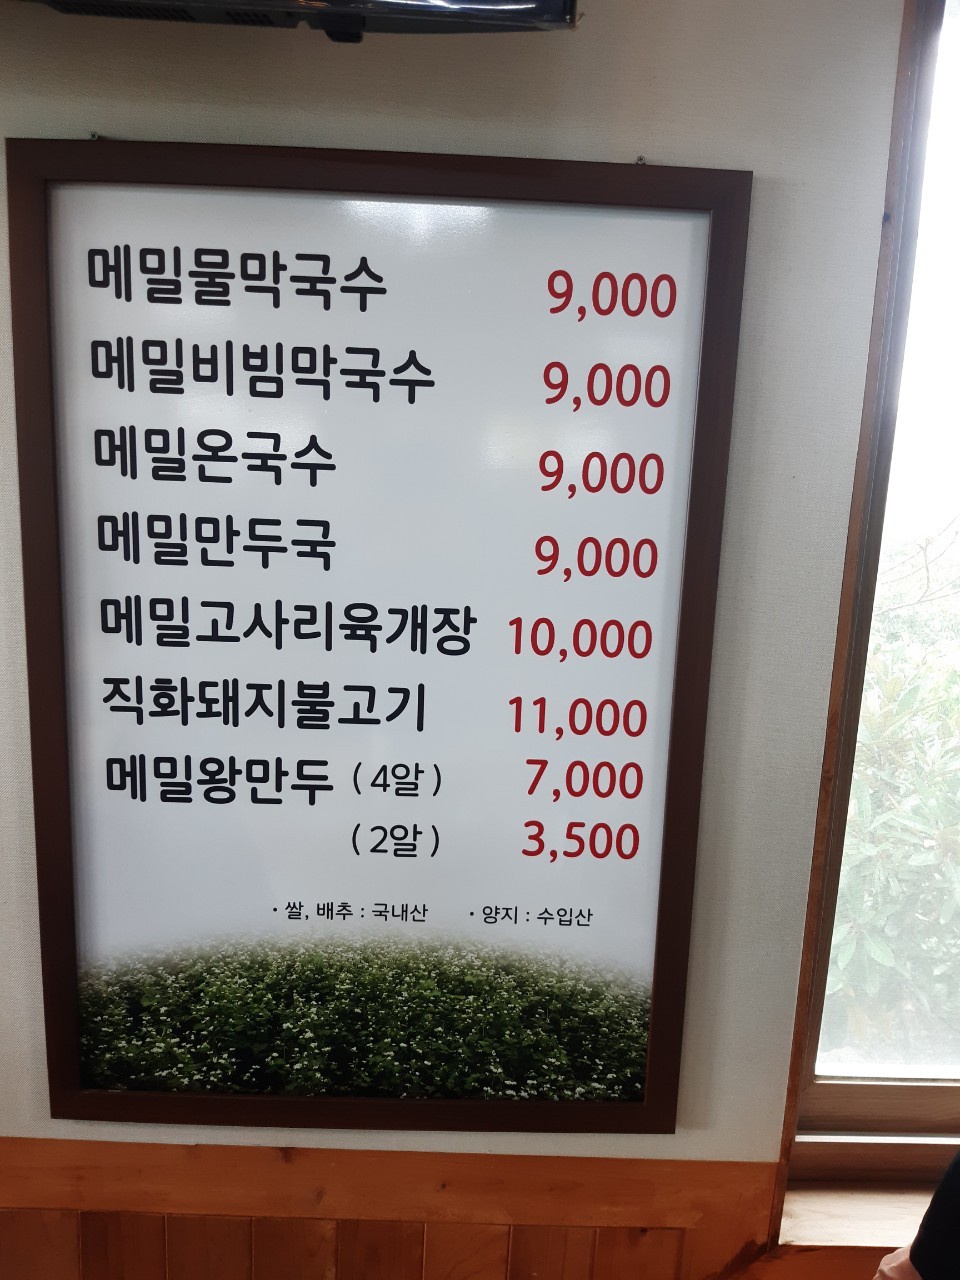 메밀물막국수 9,000
메밀비빔막국수 9,000
메밀온국수 9,000
메밀만두국 9,000
메밀고사리육개장 10,000
직화돼지불고기 11,000
메밀왕만두 (4알) 7,000
(2알) 3,500
· 쌀, 배추 : 국내산 · 양지 : 수입산